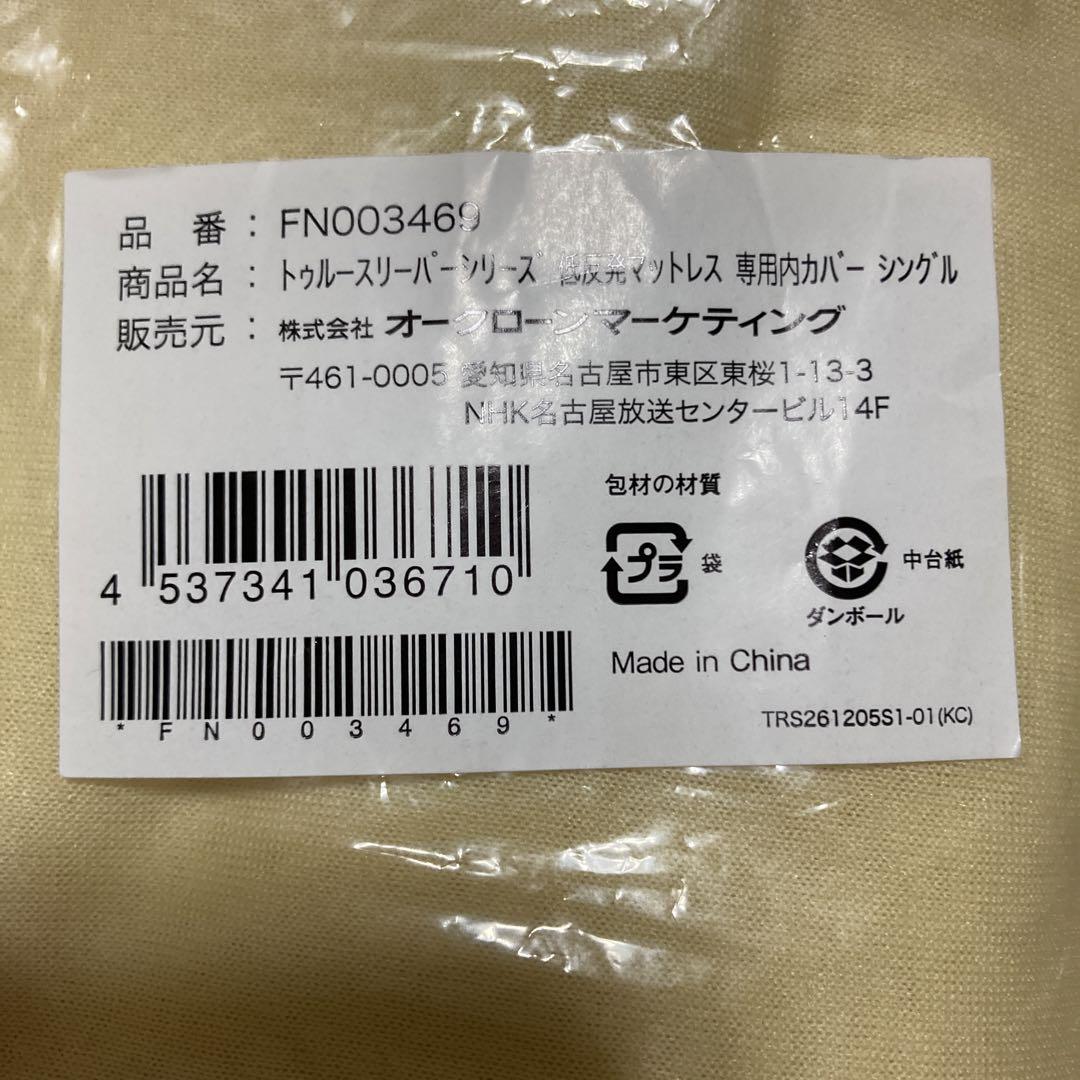 品 番 : FN003469
商品名 : トゥルースリーパーシリーズ 低反発マットレス 専用内カバー シングル
販売元 : 株式会社 オークローンマーケティング
〒461-0005 愛知県名古屋市東区東桜1-13-3
NHK名古屋放送センタービル14F
包材の材質
プラ 袋
中台紙
ダンボール
4 537341 036710
Made in China
*FN003469*
TRS261205S1-01(KC)